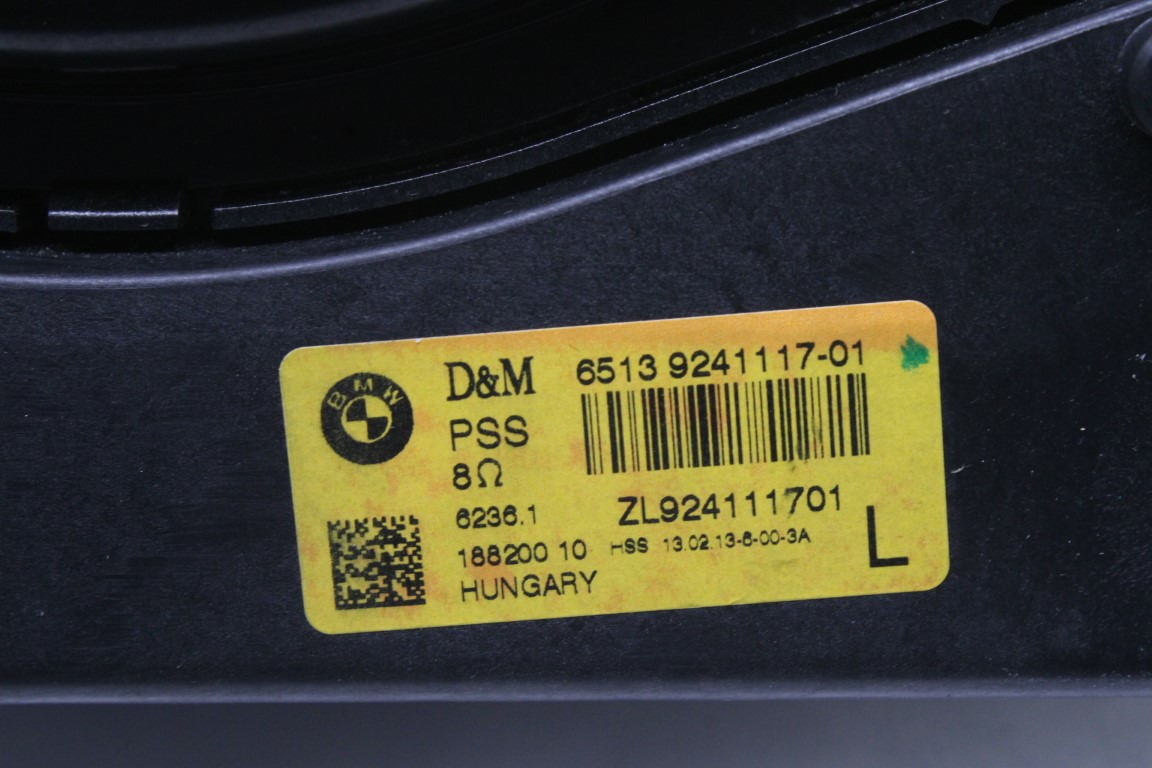 BMW
D&M
PSS
8Ω
6236.1
188200 10
HUNGARY
6513 9241117-01
ZL924111701
HSS 13.02.13-6-00-3A
L